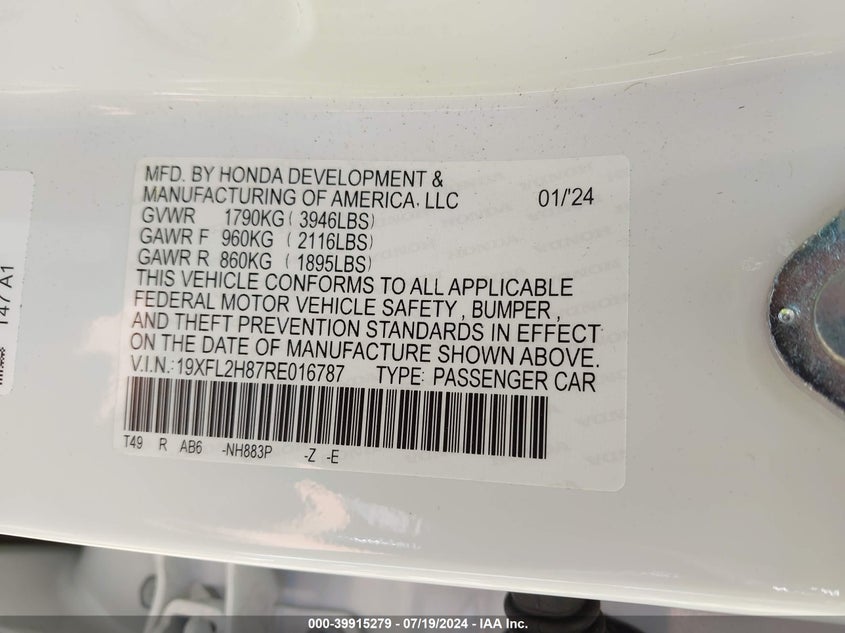 MFD. BY HONDA DEVELOPMENT &
MANUFACTURING OF AMERICA, LLC 01/'24
GVWR 1790KG ( 3946LBS)
GAWR F 960KG ( 2116LBS)
GAWR R 860KG ( 1895LBS)
THIS VEHICLE CONFORMS TO ALL APPLICABLE
FEDERAL MOTOR VEHICLE SAFETY , BUMPER ,
AND THEFT PREVENTION STANDARDS IN EFFECT
ON THE DATE OF MANUFACTURE SHOWN ABOVE.
V.I.N.:19XFL2H87RE016787 TYPE: PASSENGER CAR
T49 R AB6 -NH883P -Z -E
T47 A1
000-39915279 / 07/19/2024 - IAA Inc.